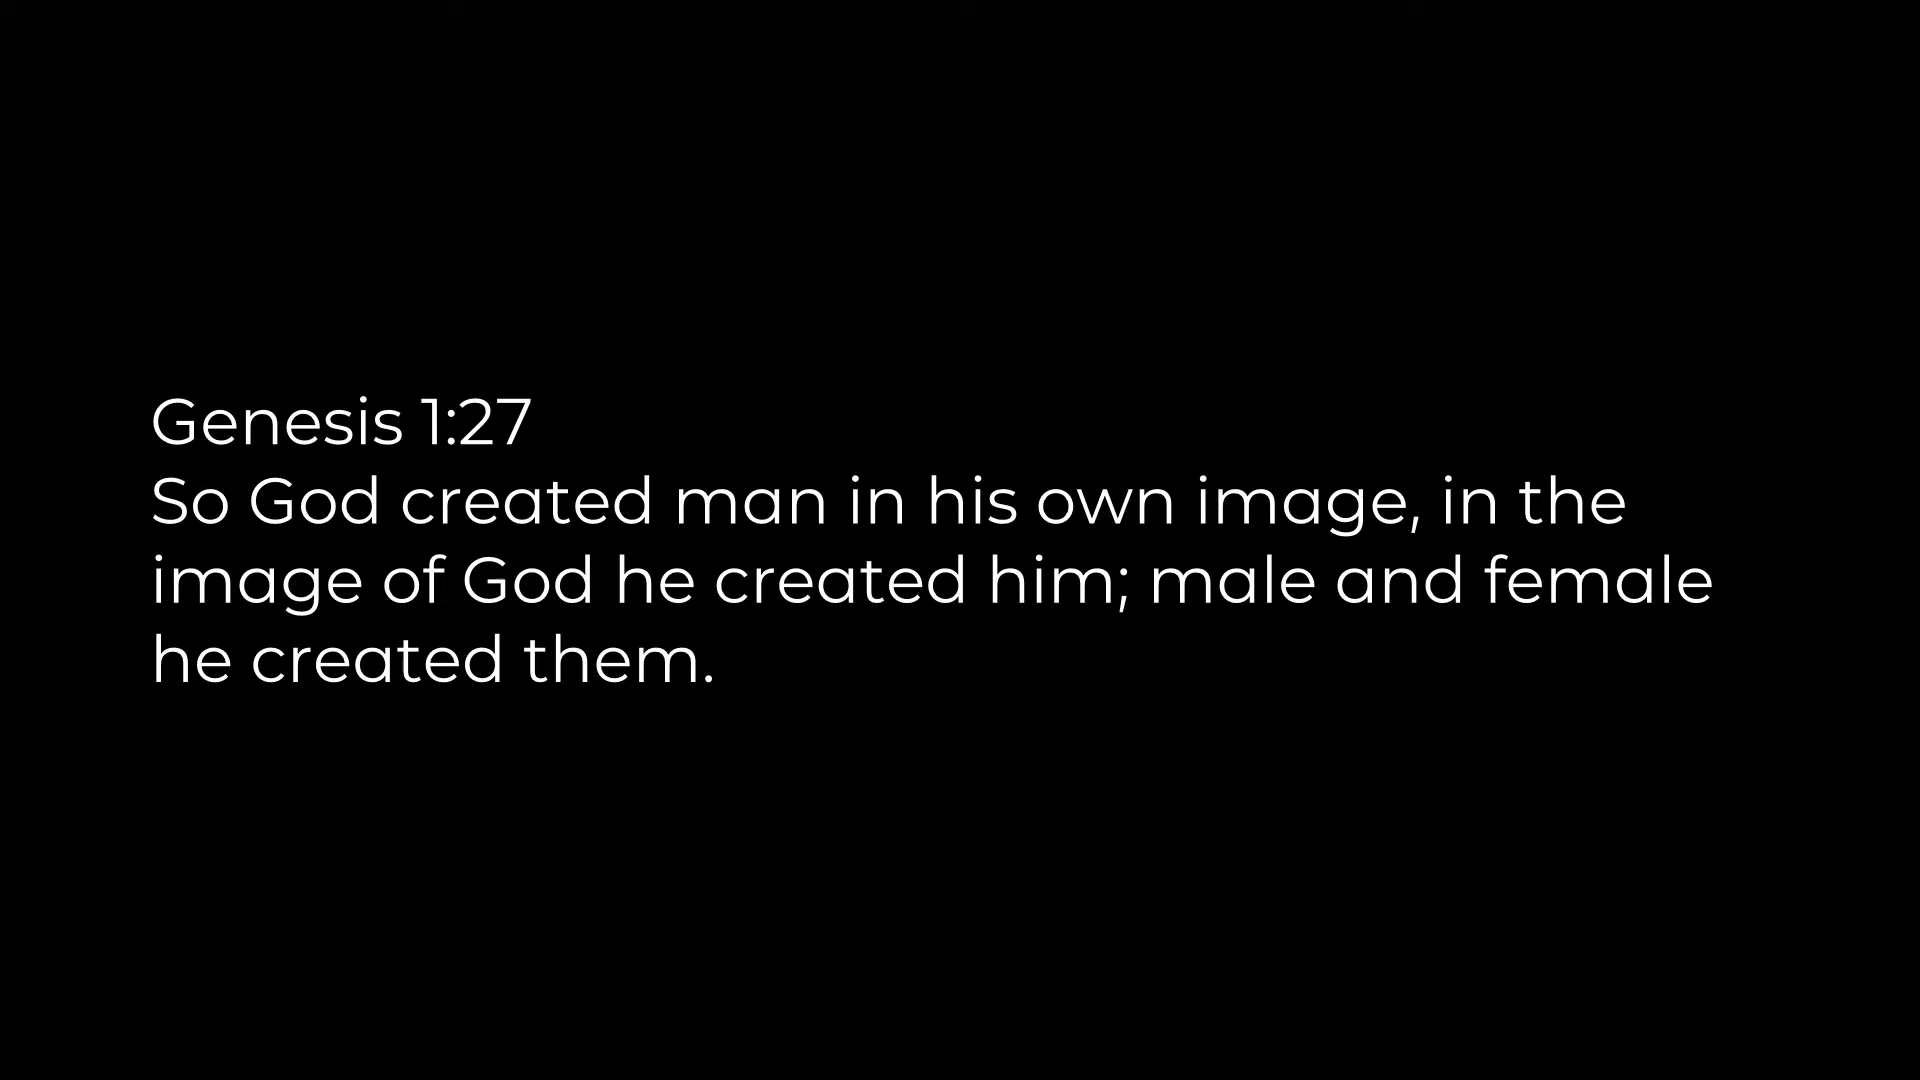 Genesis 1:27
So God created man in his own image, in the
image of God he created him; male and female
he created them.